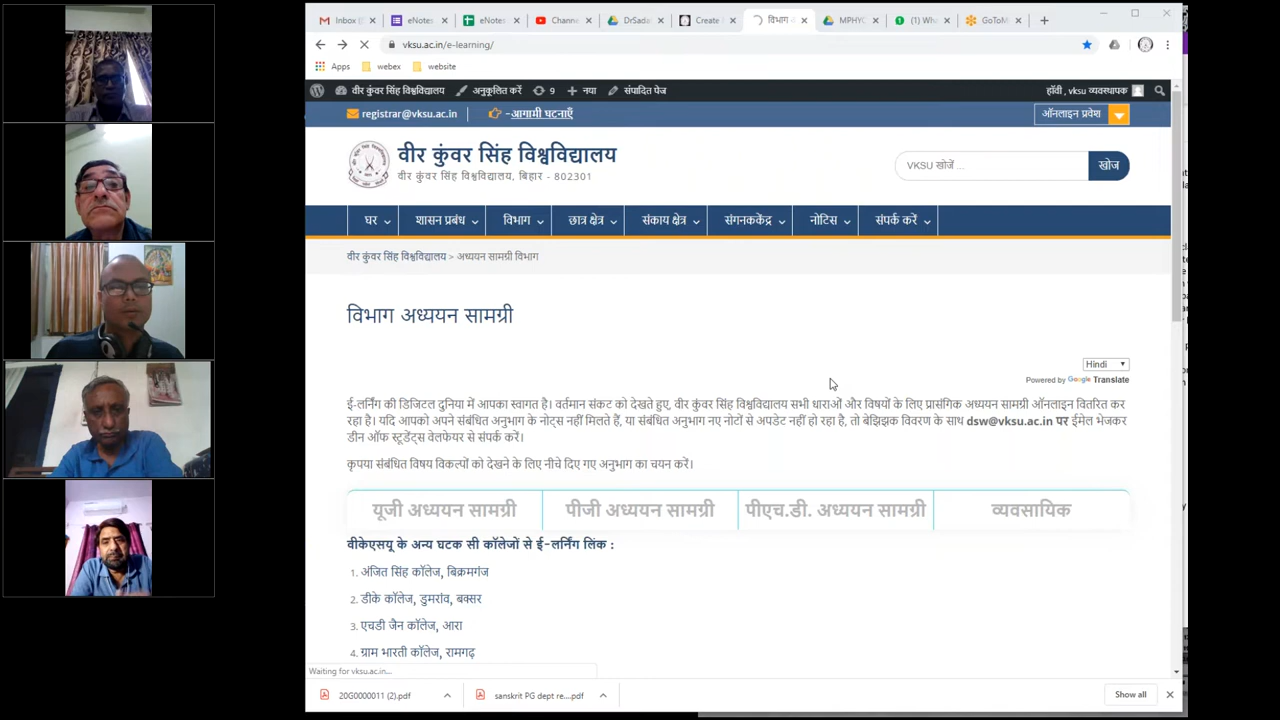 Inbox (
eNotes
eNotes
Channe
DrSada
Create
विभाग
MPHYC
(1) Wha
GoToM
vksu.ac.in/e-learning/
Apps webex website
वीर कुंवर सिंह विश्वविद्यालय अनुकूलित करें 9 + नया संपादित पेज हॉवी , vksu व्यवस्थापक
registrar@vksu.ac.in -आगामी घटनाएँ ऑनलाइन प्रवेश
वीर कुंवर सिंह विश्वविद्यालय
वीर कुंवर सिंह विश्वविद्यालय, बिहार - 802301
VKSU खोजें ... खोज
घर शासन प्रबंध विभाग छात्र क्षेत्र संकाय क्षेत्र संगनककेंद्र नोटिस संपर्क करें
वीर कुंवर सिंह विश्वविद्यालय > अध्ययन सामग्री विभाग
विभाग अध्ययन सामग्री
Hindi
Powered by Google Translate
ई-लर्निंग की डिजिटल दुनिया में आपका स्वागत है। वर्तमान संकट को देखते हुए, वीर कुंवर सिंह विश्वविद्यालय सभी धाराओं और विषयों के लिए प्रासंगिक अध्ययन सामग्री ऑनलाइन वितरित कर
रहा है। यदि आपको अपने संबंधित अनुभाग के नोट्स नहीं मिलते हैं, या संबंधित अनुभाग नए नोटों से अपडेट नहीं हो रहा है, तो बेझिझक विवरण के साथ dsw@vksu.ac.in पर ईमेल भेजकर
डीन ऑफ स्टूडेंट्स वेलफेयर से संपर्क करें।
कृपया संबंधित विषय विकल्पों को देखने के लिए नीचे दिए गए अनुभाग का चयन करें।
यूजी अध्ययन सामग्री पीजी अध्ययन सामग्री पीएच.डी. अध्ययन सामग्री व्यवसायिक
वीकेएसयू के अन्य घटक सी कॉलेजों से ई-लर्निंग लिंक :
1. अंजित सिंह कॉलेज, बिक्रमगंज
2. डीके कॉलेज, डुमरांव, बक्सर
3. एचडी जैन कॉलेज, आरा
4. ग्राम भारती कॉलेज, रामगढ़
Waiting for vksu.ac.in...
20G0000011 (2).pdf sanskrit PG dept re....pdf Show all